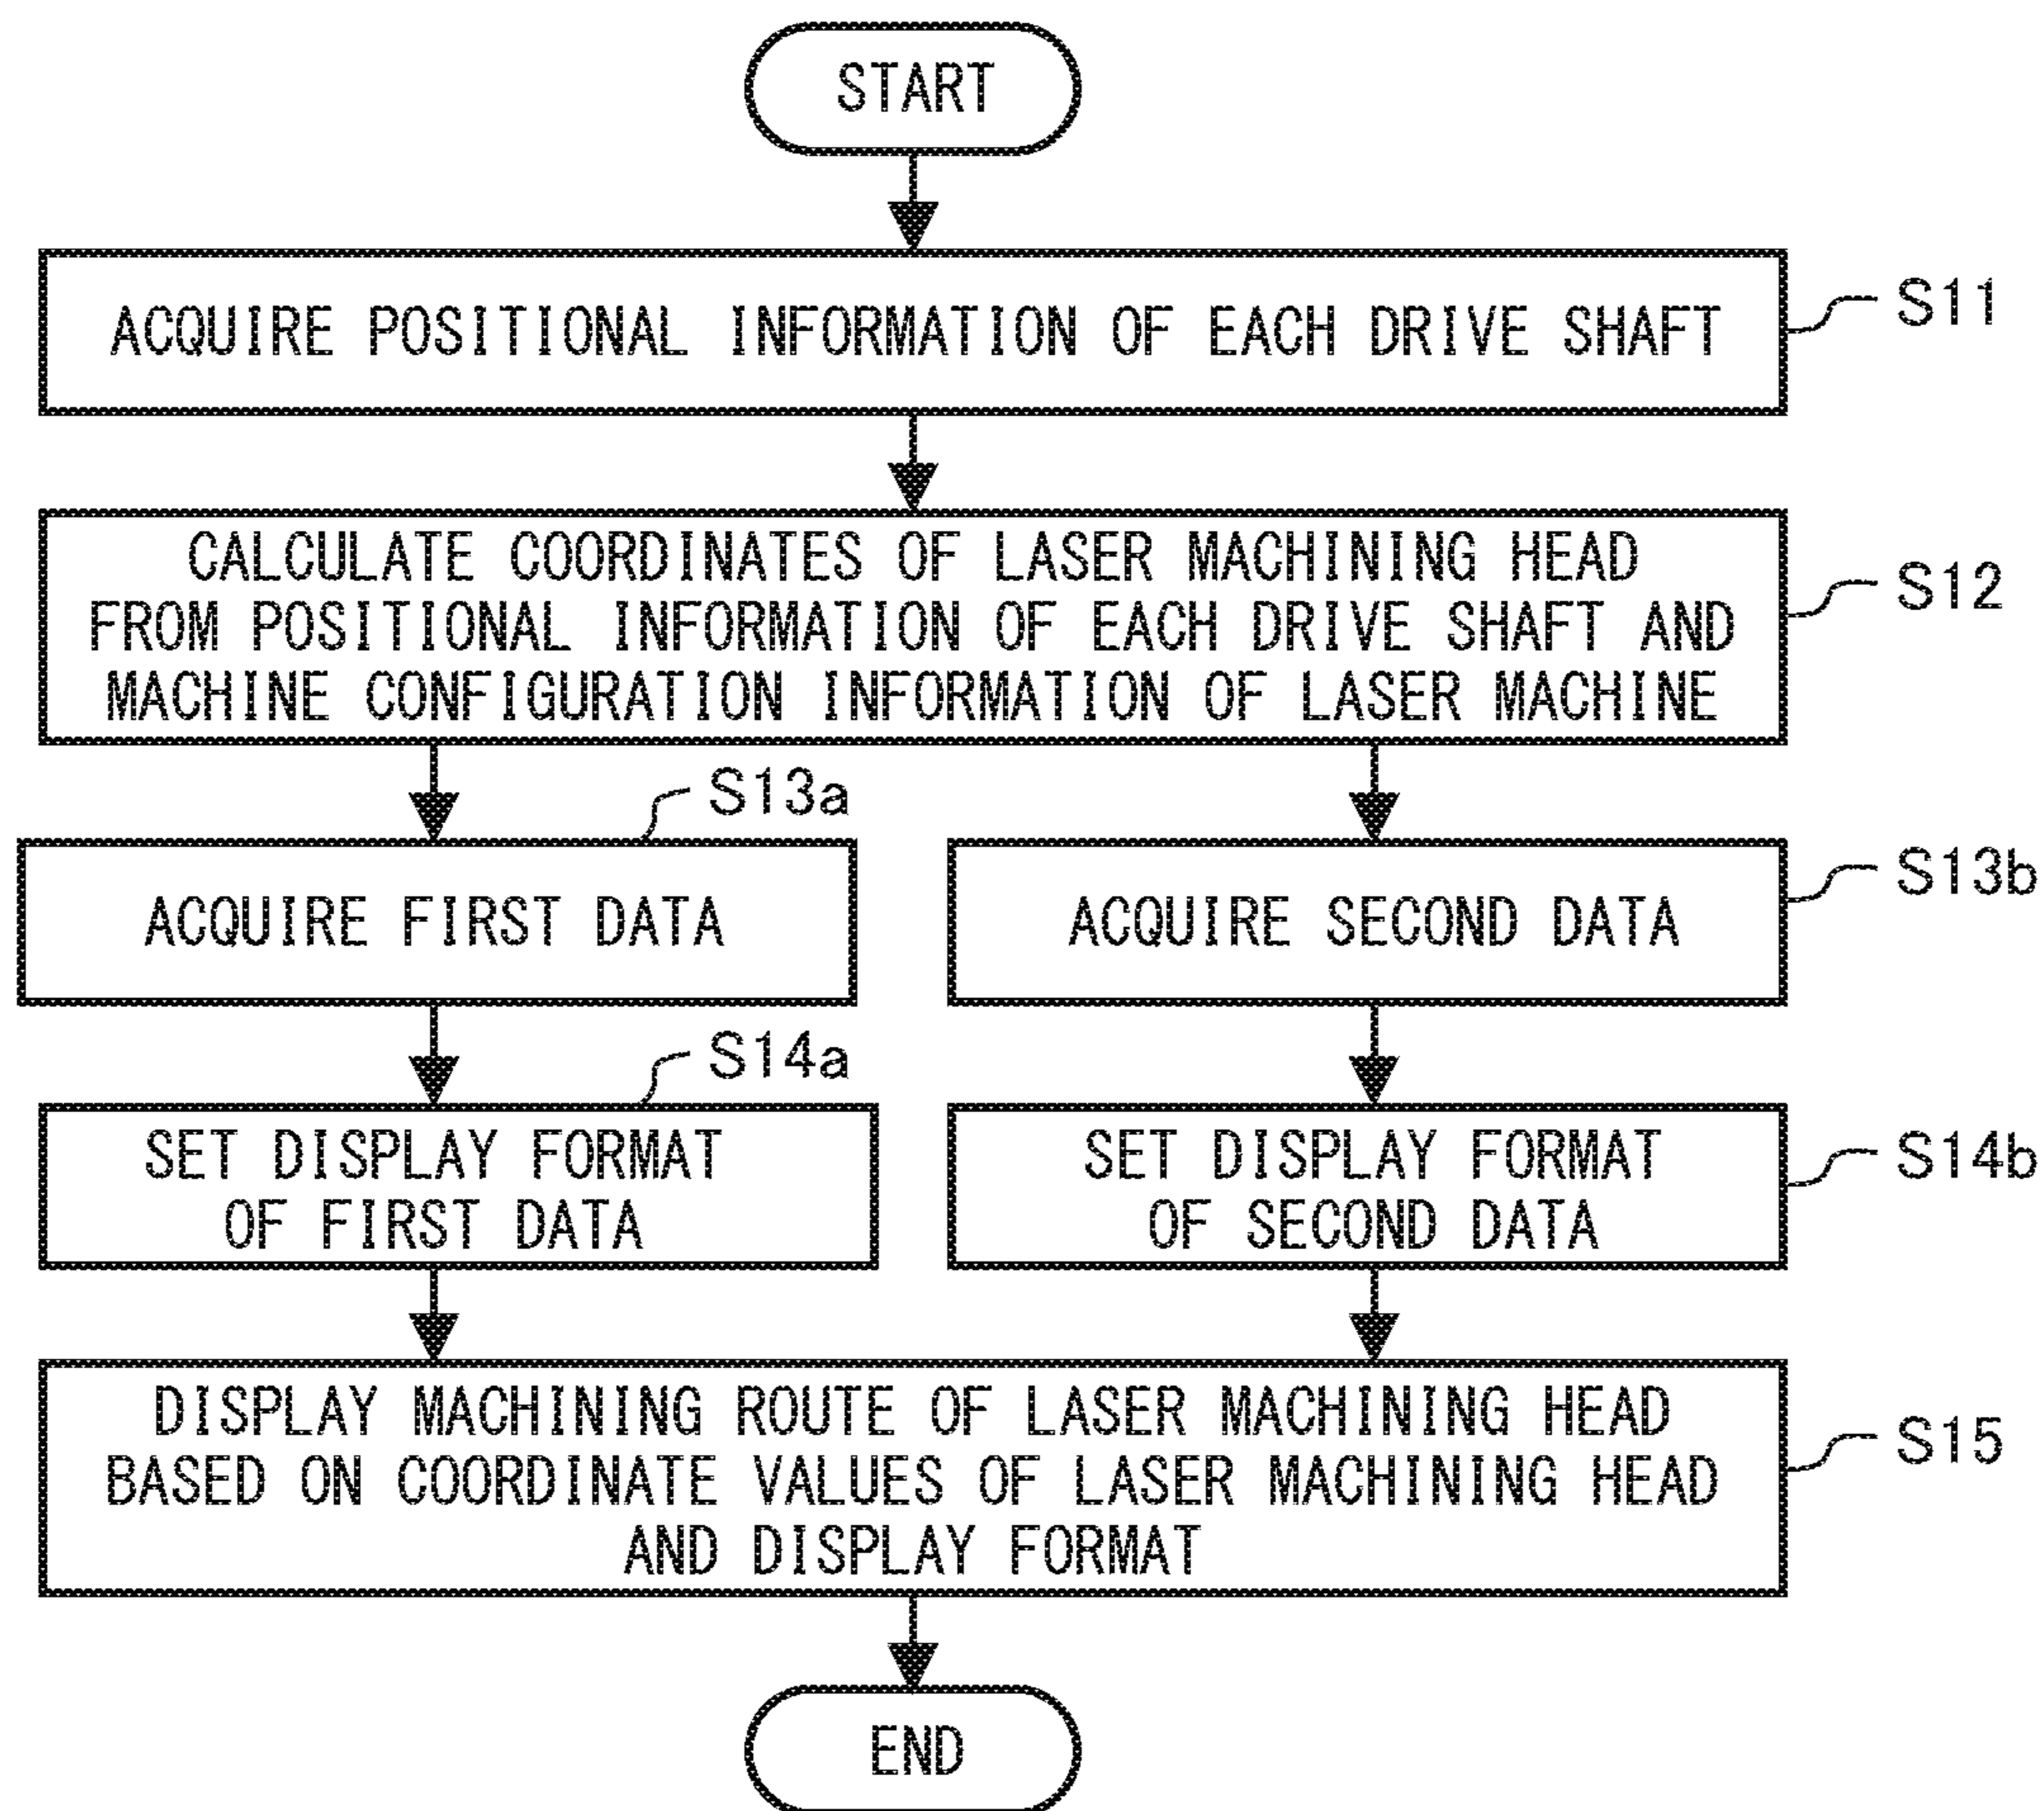 START
ACQUIRE POSITIONAL INFORMATION OF EACH DRIVE SHAFT
S11
CALCULATE COORDINATES OF LASER MACHINING HEAD
FROM POSITIONAL INFORMATION OF EACH DRIVE SHAFT AND
MACHINE CONFIGURATION INFORMATION OF LASER MACHINE
S12
S13a
ACQUIRE FIRST DATA
ACQUIRE SECOND DATA
S13b
S14a
SET DISPLAY FORMAT
OF FIRST DATA
SET DISPLAY FORMAT
OF SECOND DATA
S14b
DISPLAY MACHINING ROUTE OF LASER MACHINING HEAD
BASED ON COORDINATE VALUES OF LASER MACHINING HEAD
AND DISPLAY FORMAT
S15
END